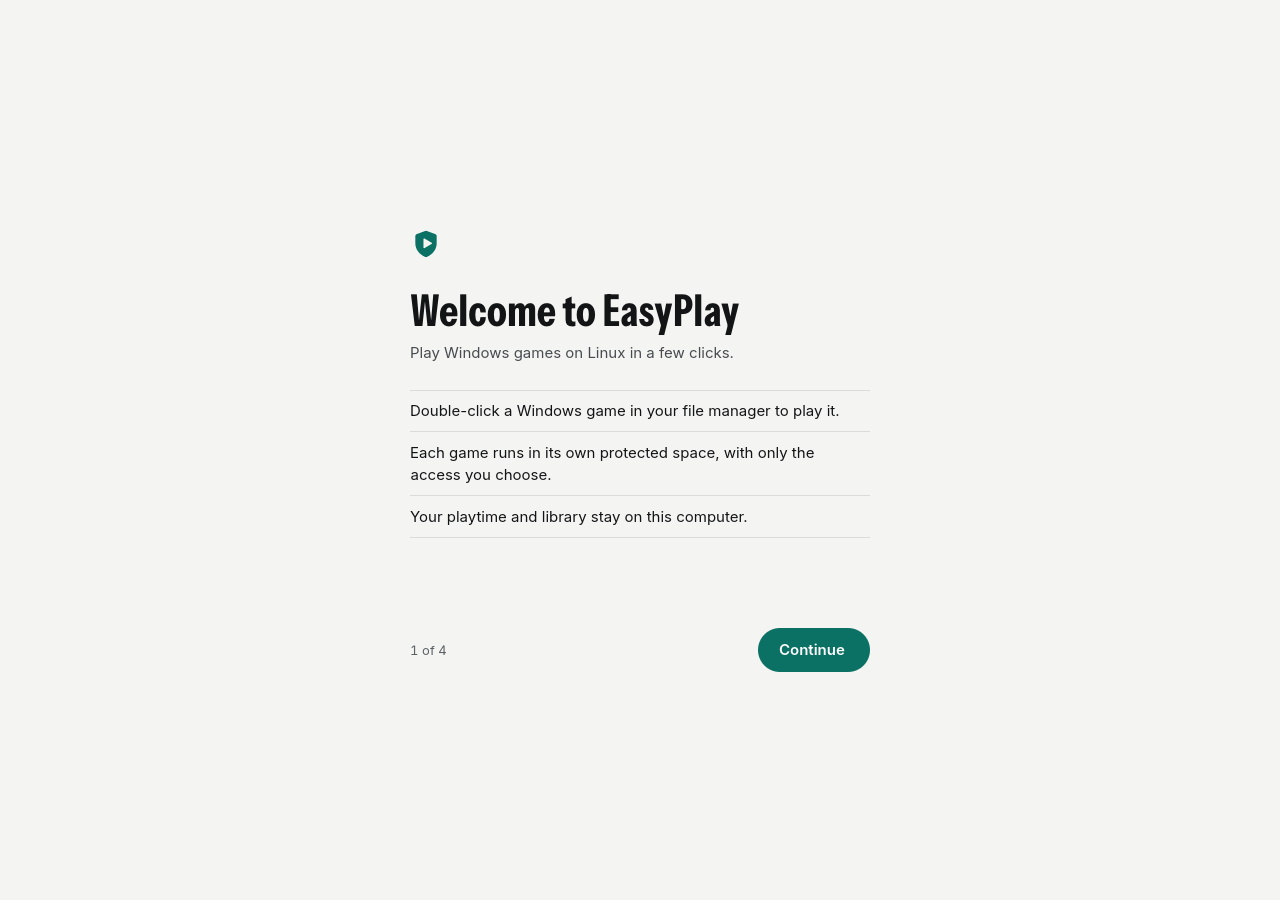 Welcome to EasyPlay
Play Windows games on Linux in a few clicks.
Double-click a Windows game in your file manager to play it.
Each game runs in its own protected space, with only the
access you choose.
Your playtime and library stay on this computer.
1 of 4
Continue